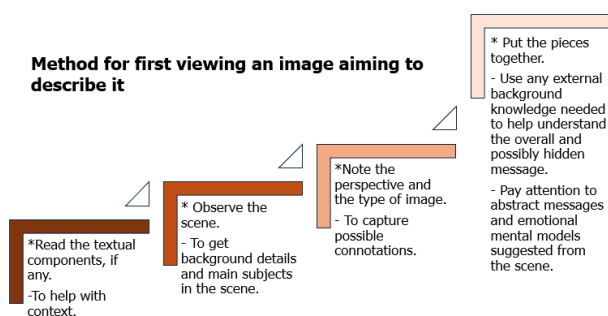 Method for first viewing an image aiming to
describe it
*Read the textual
components, if
any.
-To help with
context.
* Observe the
scene.
- To get
background details
and main subjects
in the scene.
*Note the
perspective and
the type of image.
- To capture
possible
connotations.
* Put the pieces
together.
- Use any external
background
knowledge needed
to help understand
the overall and
possibly hidden
message.
- Pay attention to
abstract messages
and emotional
mental models
suggested from
the scene.